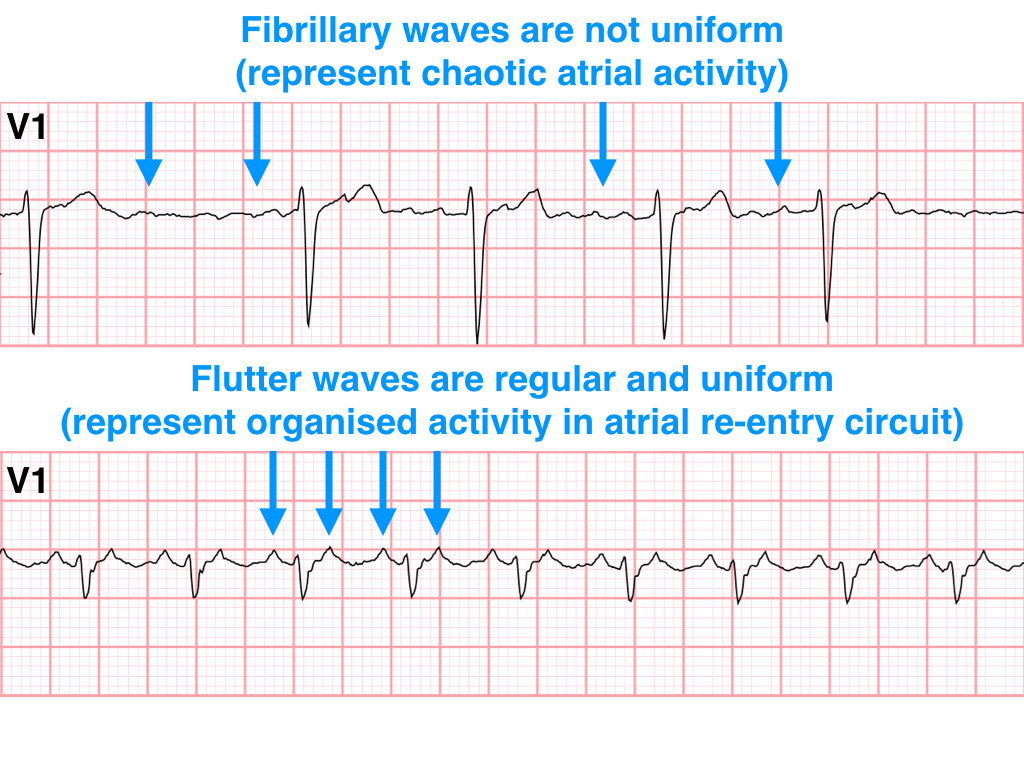 Fibrillary waves are not uniform
(represent chaotic atrial activity)
V1
Flutter waves are regular and uniform
(represent organised activity in atrial re-entry circuit)
V1